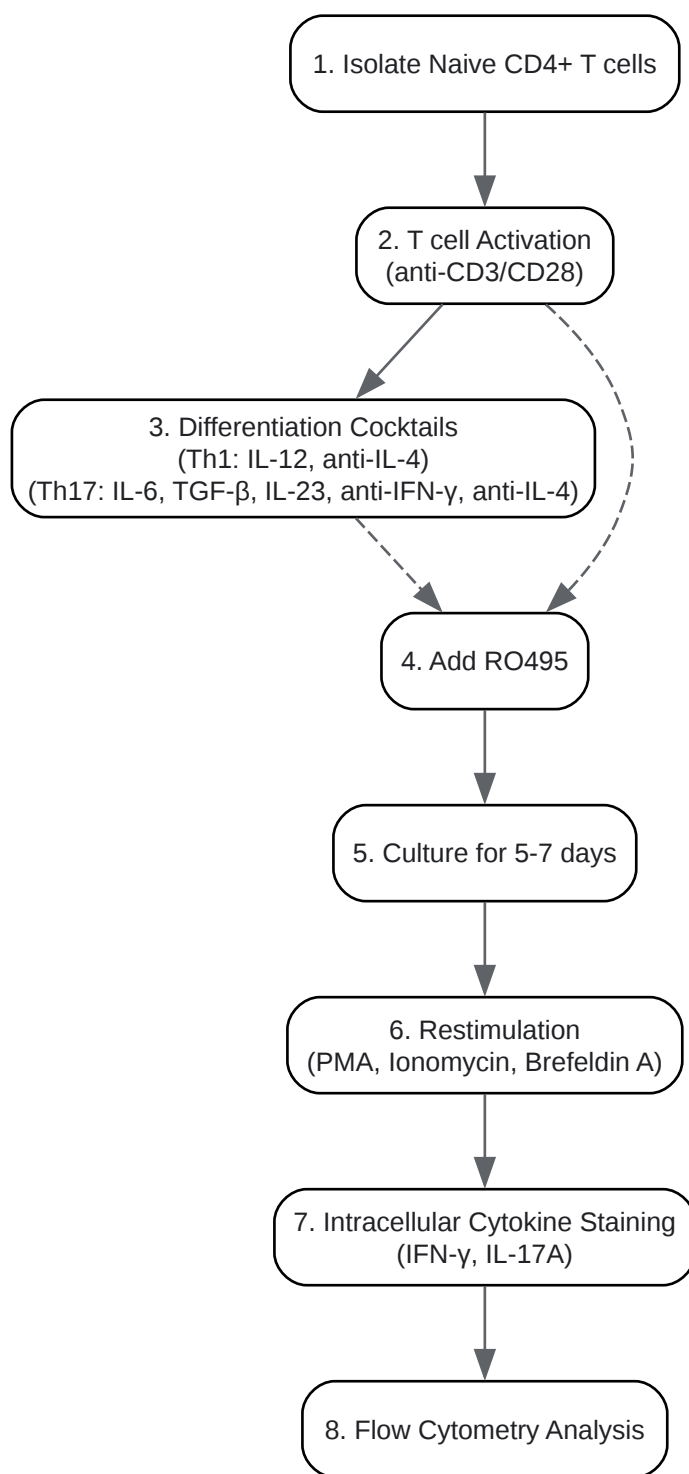 1. Isolate Naive CD4+ T cells
2. T cell Activation
(anti-CD3/CD28)
3. Differentiation Cocktails
(Th1: IL-12, anti-IL-4)
(Th17: IL-6, TGF-β, IL-23, anti-IFN-γ, anti-IL-4)
4. Add RO495
5. Culture for 5-7 days
6. Restimulation
(PMA, Ionomycin, Brefeldin A)
7. Intracellular Cytokine Staining
(IFN-γ, IL-17A)
8. Flow Cytometry Analysis